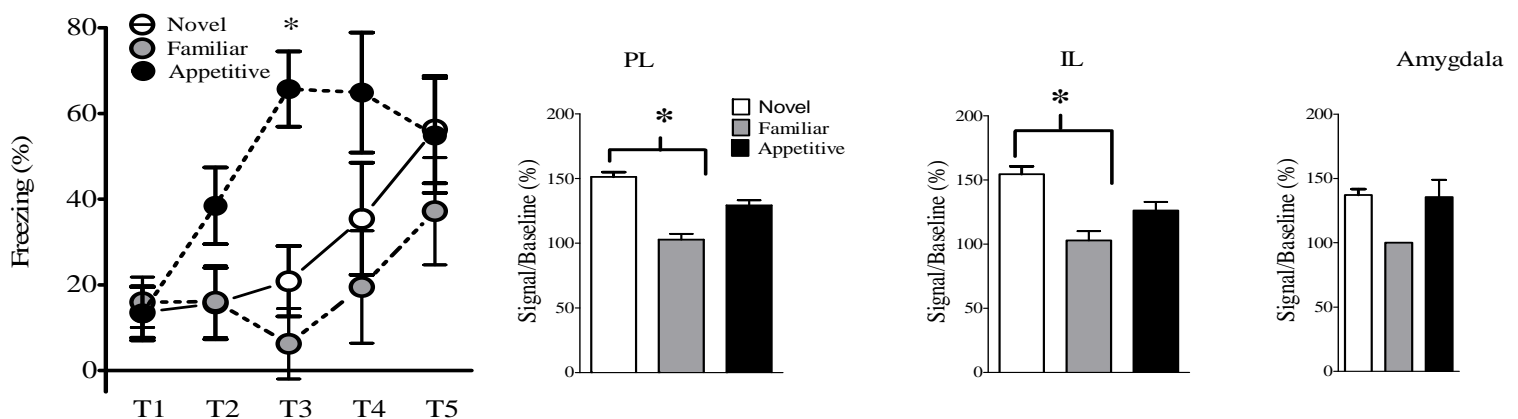 Novel
Familiar
Appetitive
*
Freezing (%)
80
60
40
20
0
T1 T2 T3 T4 T5
PL
*
Novel
Familiar
Appetitive
Signal/Baseline (%)
200
150
100
50
0
IL
*
Signal/Baseline (%)
200
150
100
50
0
Amygdala
Signal/Baseline (%)
200
150
100
50
0